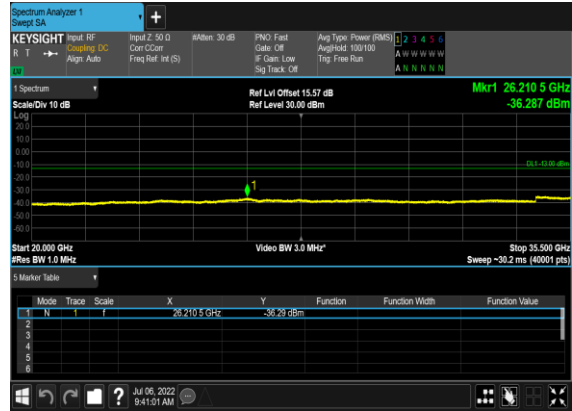 Spectrum Analyzer 1
Swept SA
+
KEYSIGHT Input: RF Input Z: 50 Ω #Atten: 30 dB PNO: Fast Avg Type: Power (RMS) 1 2 3 4 5 6
R T Coupling: DC Corr CCorr Gate: Off Avg|Hold: 100/100 A W W W W W
Align: Auto Freq Ref: Int (S) IF Gain: Low Trig: Free Run
Sig Track: Off A N N N N N
1 Spectrum Ref Lvl Offset 15.57 dB Mkr1 26.210 5 GHz
Scale/Div 10 dB Ref Level 30.00 dBm -36.287 dBm
Log
20.0
10.0
0.00
-10.0 DL1 -13.00 dBm
-20.0
-30.0 1
-40.0
-50.0
-60.0
Start 20.000 GHz Video BW 3.0 MHz* Stop 35.500 GHz
#Res BW 1.0 MHz Sweep ~30.2 ms (40001 pts)
5 Marker Table
Mode Trace Scale X Y Function Function Width Function Value
1 N 1 f 26.210 5 GHz -36.29 dBm
2
3
4
5
6
? Jul 06, 2022
9:41:01 AM